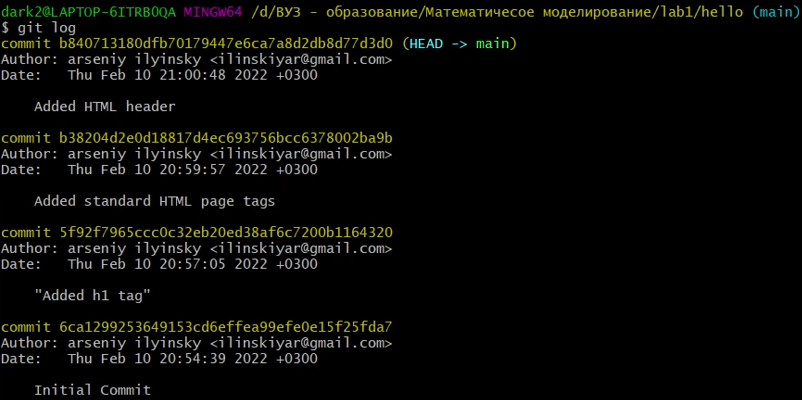 dark2@LAPTOP-6ITRBOQA MINGW64 /d/ВУЗ - образование/Математичесое моделирование/lab1/hello (main)
$ git log
commit b840713180dfb70179447e6ca7a8d2db8d77d3d0 (HEAD -> main)
Author: arseniy ilyinsky <ilinskiyar@gmail.com>
Date:   Thu Feb 10 21:00:48 2022 +0300
    Added HTML header
commit b38204d2e0d18817d4ec693756bcc6378002ba9b
Author: arseniy ilyinsky <ilinskiyar@gmail.com>
Date:   Thu Feb 10 20:59:57 2022 +0300
    Added standard HTML page tags
commit 5f92f7965ccc0c32eb20ed38af6c7200b1164320
Author: arseniy ilyinsky <ilinskiyar@gmail.com>
Date:   Thu Feb 10 20:57:05 2022 +0300
    "Added h1 tag"
commit 6ca1299253649153cd6effea99efe0e15f25fda7
Author: arseniy ilyinsky <ilinskiyar@gmail.com>
Date:   Thu Feb 10 20:54:39 2022 +0300
    Initial Commit